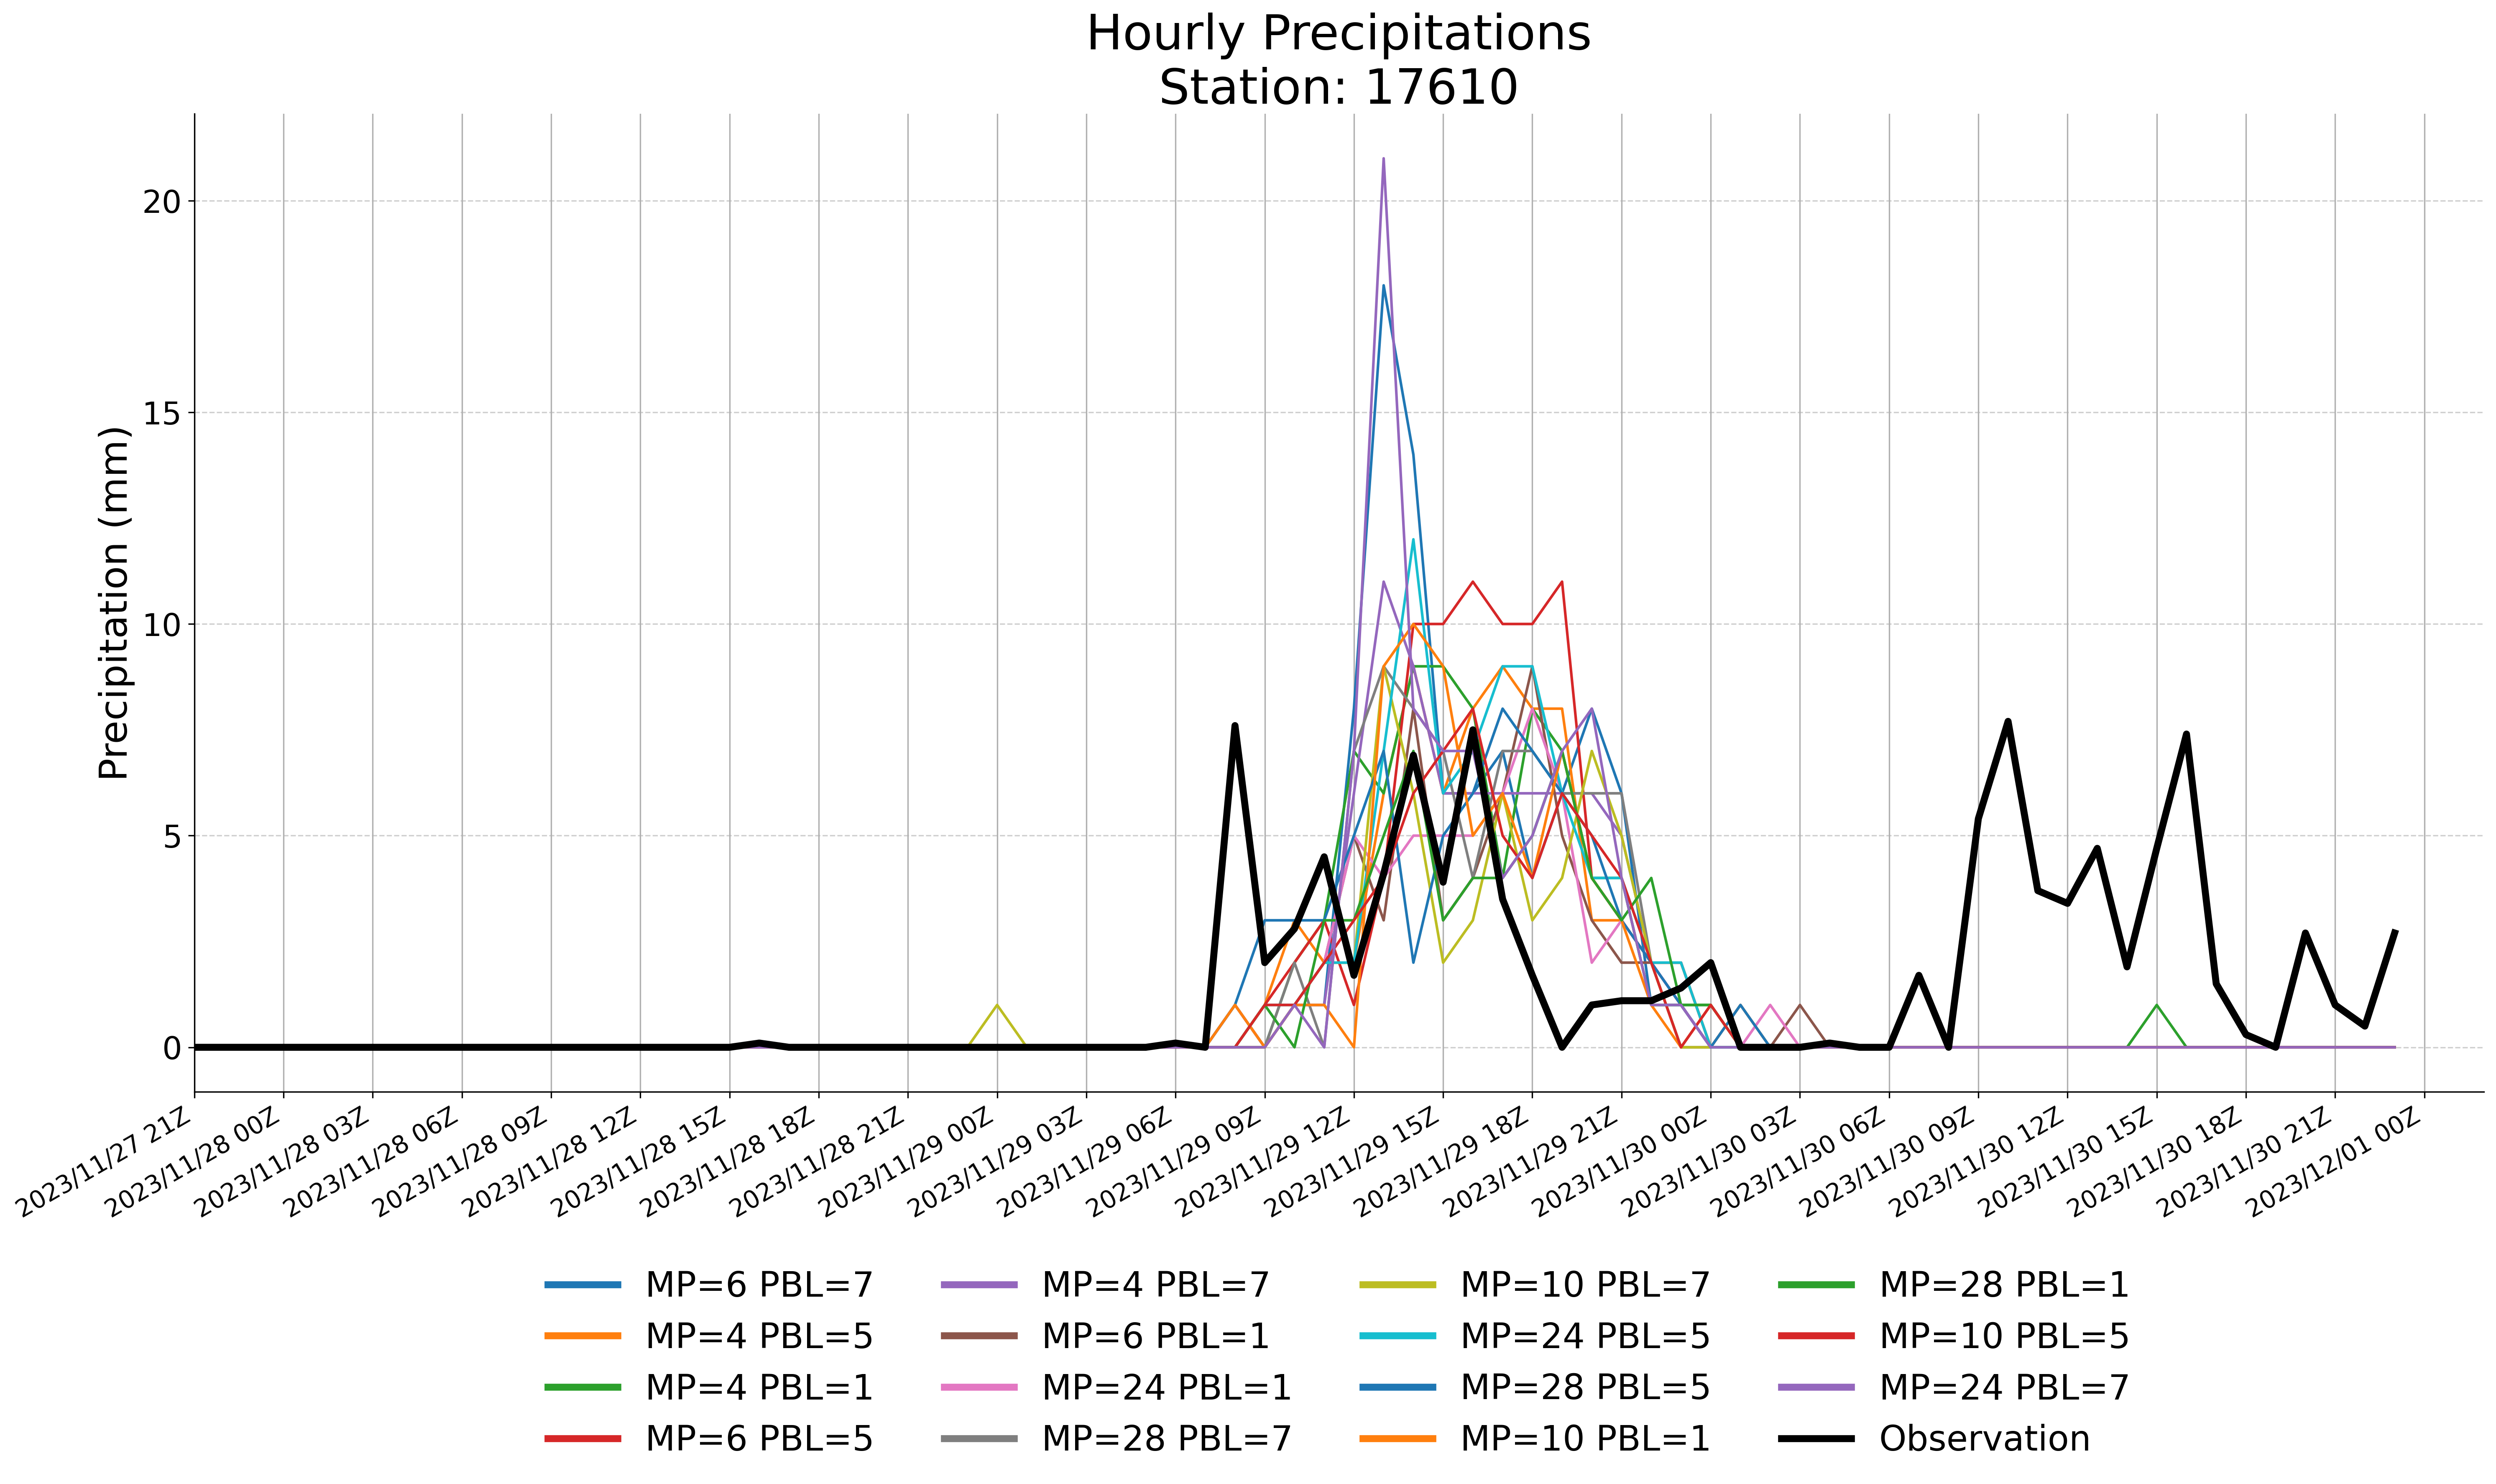 Hourly Precipitations
Station: 17610
Precipitation (mm)
20
15
10
5
0
2023/11/27 21Z
2023/11/28 00Z
2023/11/28 03Z
2023/11/28 06Z
2023/11/28 09Z
2023/11/28 12Z
2023/11/28 15Z
2023/11/28 18Z
2023/11/28 21Z
2023/11/29 00Z
2023/11/29 03Z
2023/11/29 06Z
2023/11/29 09Z
2023/11/29 12Z
2023/11/29 15Z
2023/11/29 18Z
2023/11/29 21Z
2023/11/30 00Z
2023/11/30 03Z
2023/11/30 06Z
2023/11/30 09Z
2023/11/30 12Z
2023/11/30 15Z
2023/11/30 18Z
2023/11/30 21Z
2023/12/01 00Z
MP=6 PBL=7
MP=4 PBL=5
MP=4 PBL=1
MP=6 PBL=5
MP=4 PBL=7
MP=6 PBL=1
MP=24 PBL=1
MP=28 PBL=7
MP=10 PBL=7
MP=24 PBL=5
MP=28 PBL=5
MP=10 PBL=1
MP=28 PBL=1
MP=10 PBL=5
MP=24 PBL=7
Observation